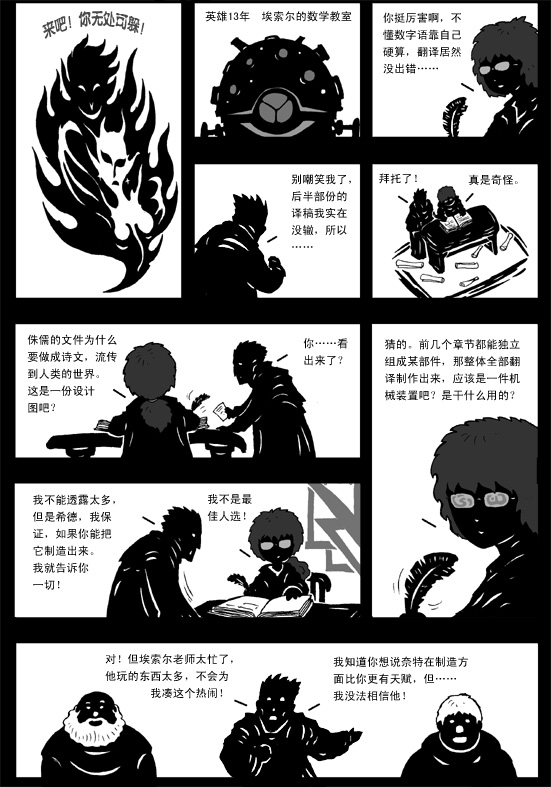 来吧！你无处可躲！
英雄13年 埃索尔的数学教室
你挺厉害啊，不
懂数字语靠自己
硬算，翻译居然
没出错……
别嘲笑我了，
后半部份的
译稿我实在
没辙，所以
……
拜托了！
真是奇怪。
侏儒的文件为什么
要做成诗文，流传
到人类的世界。
这是一份设计
图吧？
你……看
出来了？
猜的。前几个章节都能独立
组成某部件，那整体全部翻
译制作出来，应该是一件机
械装置吧？是干什么用的？
我不能透露太多，
但是希德，我保
证，如果你能把
它制造出来。
我就告诉你
一切！
我不是最
佳人选！
对！但埃索尔老师太忙了，
他玩的东西太多，不会为
我凑这个热闹！
我知道你想说奈特在制造方
面比你更有天赋，但……
我没法相信他！